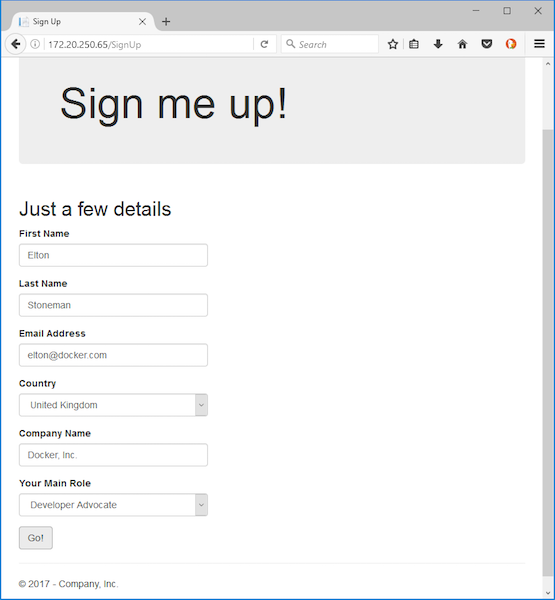 Sign Up
172.20.250.65/SignUp
Search
Sign me up!
Just a few details
First Name
Elton
Last Name
Stoneman
Email Address
elton@docker.com
Country
United Kingdom
Company Name
Docker, Inc.
Your Main Role
Developer Advocate
Go!
© 2017 - Company, Inc.